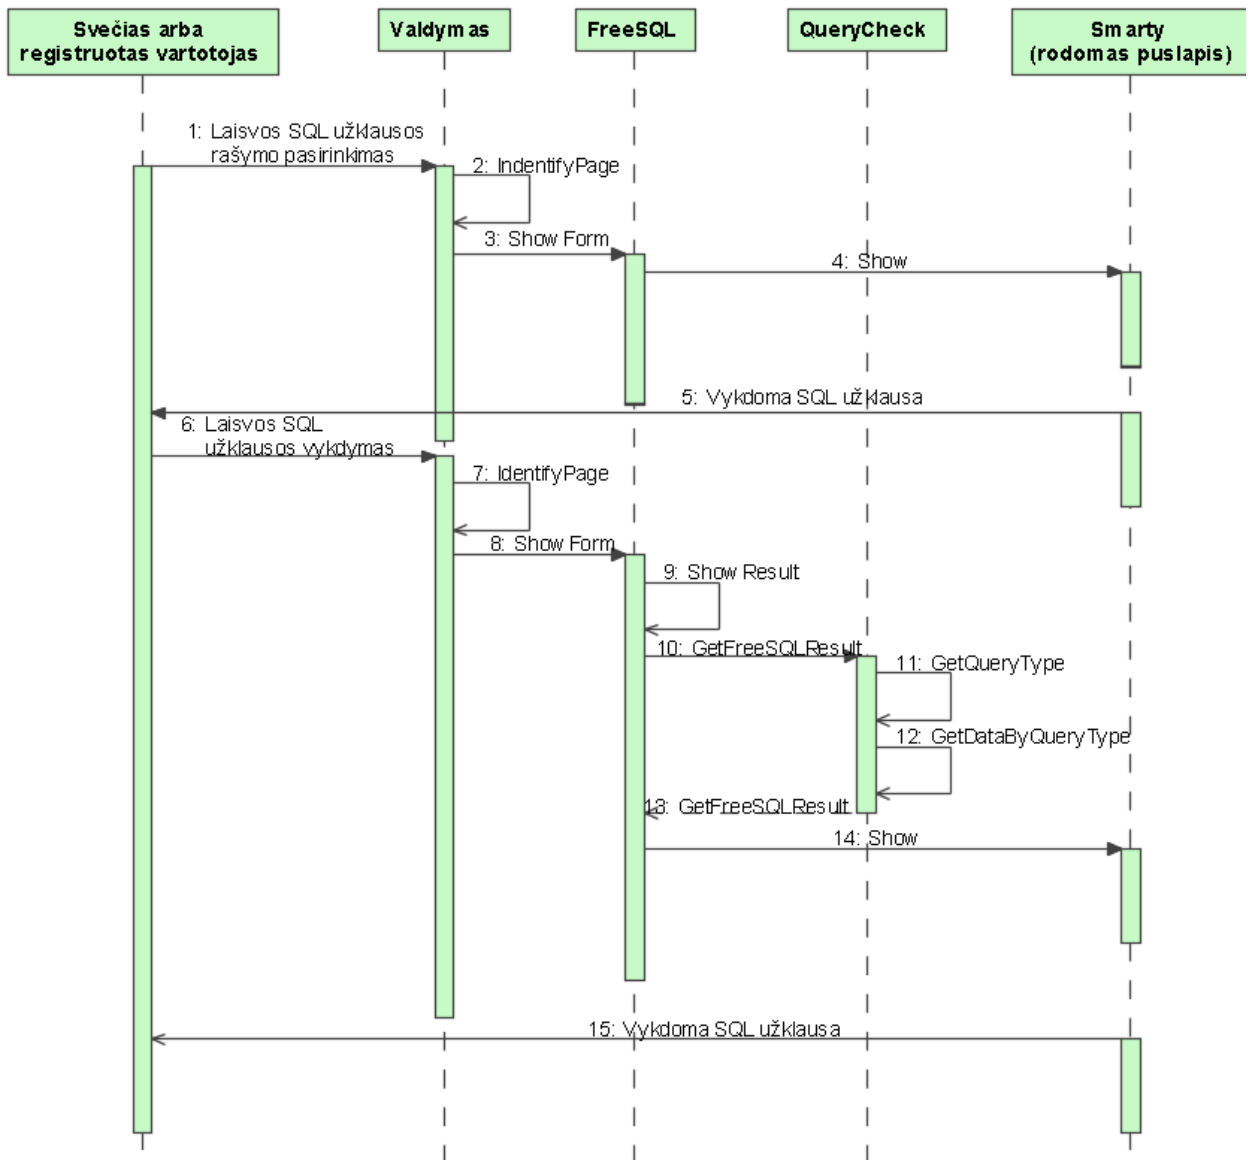 Svečias arba
registruotas vartotojas
Valdymas
FreeSQL
QueryCheck
Smarty
(rodomas puslapis)
1: Laisvos SQL užklausos
rašymo pasirinkimas
2: IndentifyPage
3: Show Form
4: Show
5: Vykdoma SQL užklausa
6: Laisvos SQL
užklausos vykdymas
7: IdentifyPage
8: Show Form
9: Show Result
10: GetFreeSQLResult
11: GetQueryType
12: GetDataByQueryType
13: GetFreeSQLResult
14: Show
15: Vykdoma SQL užklausa